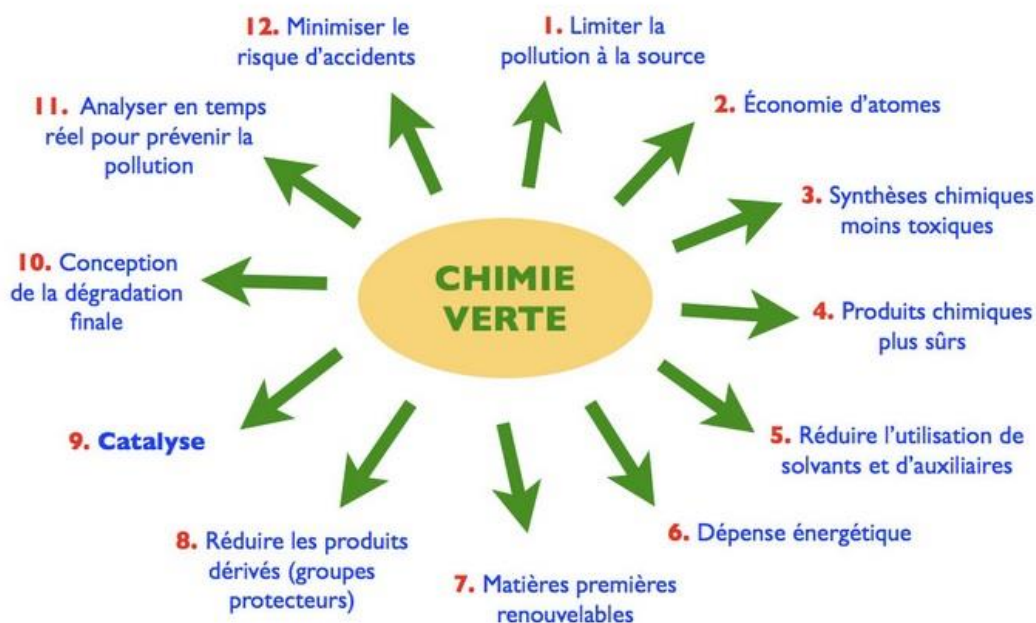 CHIMIE
VERTE
1. Limiter la
pollution à la source
2. Économie d'atomes
3. Synthèses chimiques
moins toxiques
4. Produits chimiques
plus sûrs
5. Réduire l'utilisation de
solvants et d'auxiliaires
6. Dépense énergétique
7. Matières premières
renouvelables
8. Réduire les produits
dérivés (groupes
protecteurs)
9. Catalyse
10. Conception
de la dégradation
finale
11. Analyser en temps
réel pour prévenir la
pollution
12. Minimiser le
risque d'accidents